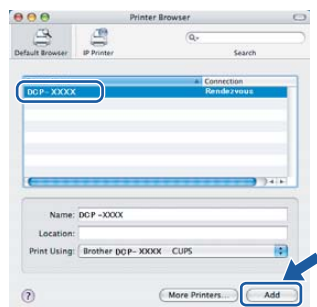 Printer Browser
Default Browser
IP Printer
Search
Connection
DCP-XXXX Rendezvous
Name: DCP -XXXX
Location:
Print Using: Brother DCP- XXXX CUPS
?
More Printers...
Add